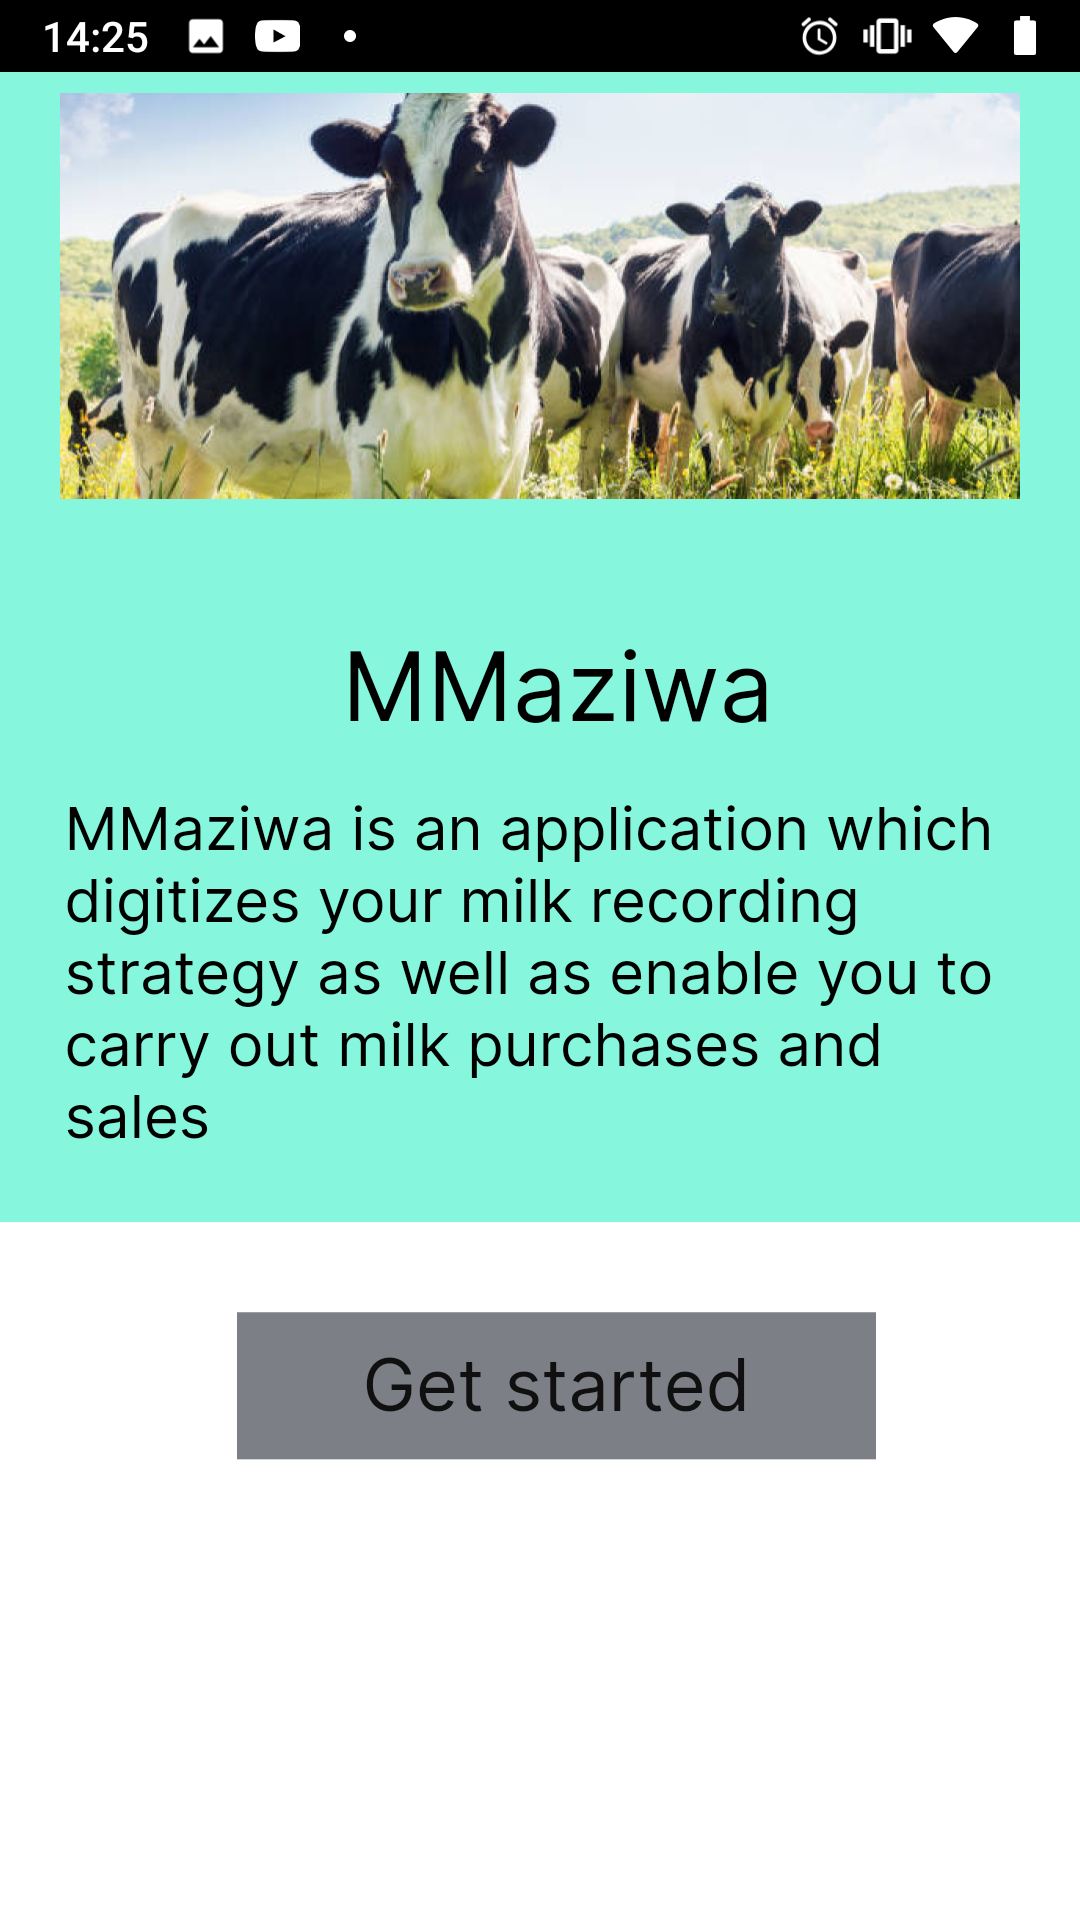 14:25
MMaziwa
MMaziwa is an application which
digitizes your milk recording
strategy as well as enable you to
carry out milk purchases and
sales
Get started